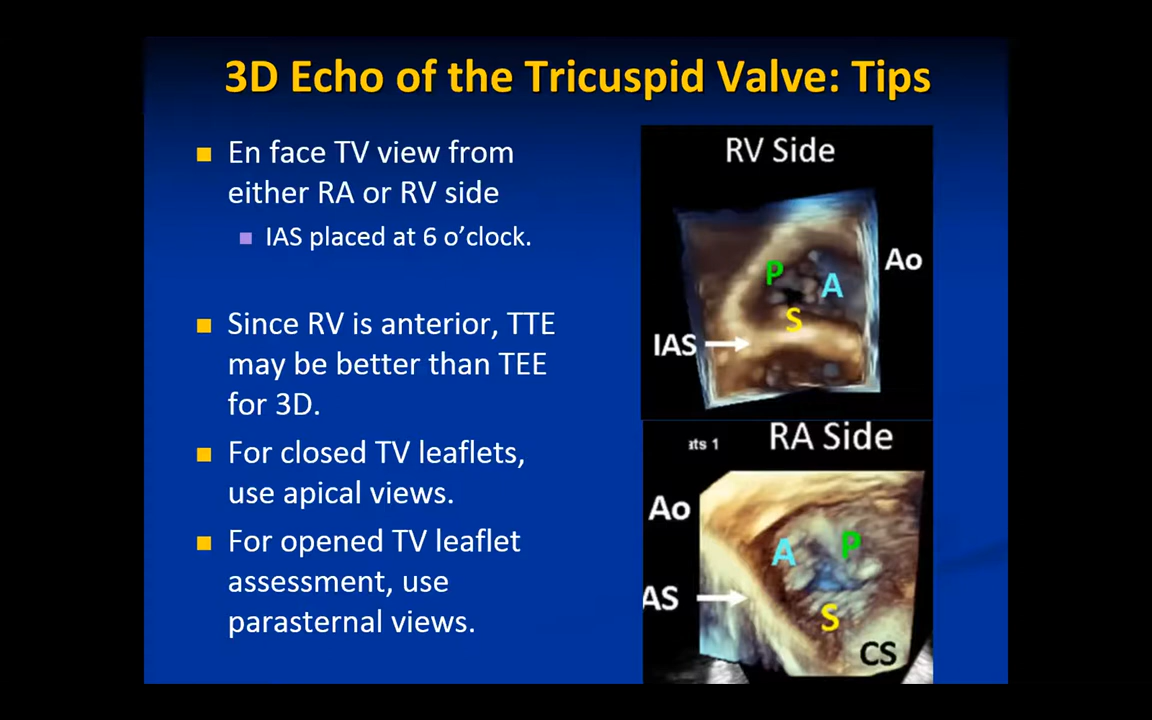 3D Echo of the Tricuspid Valve: Tips
En face TV view from
either RA or RV side
IAS placed at 6 o’clock.
Since RV is anterior, TTE
may be better than TEE
for 3D.
For closed TV leaflets,
use apical views.
For opened TV leaflet
assessment, use
parasternal views.
RV Side
Ao
P
A
S
IAS
ats 1
RA Side
Ao
A
P
AS
S
CS